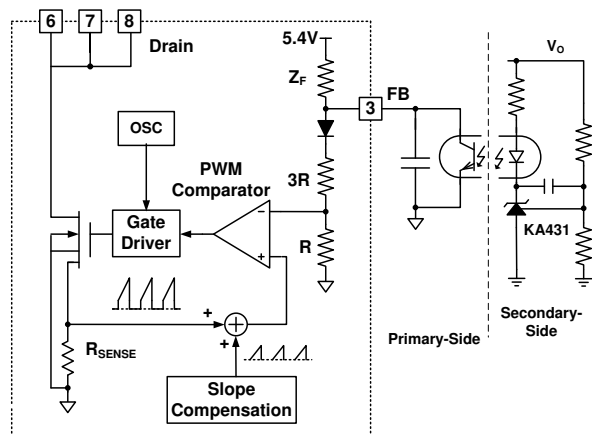 6 7 8
Drain
5.4V
Z_F
3
FB
V_O
OSC
PWM
Comparator
3R
Gate
Driver
−
+
R
KA431
+
+
+
R_SENSE
Primary-Side
Secondary-
Side
Slope
Compensation